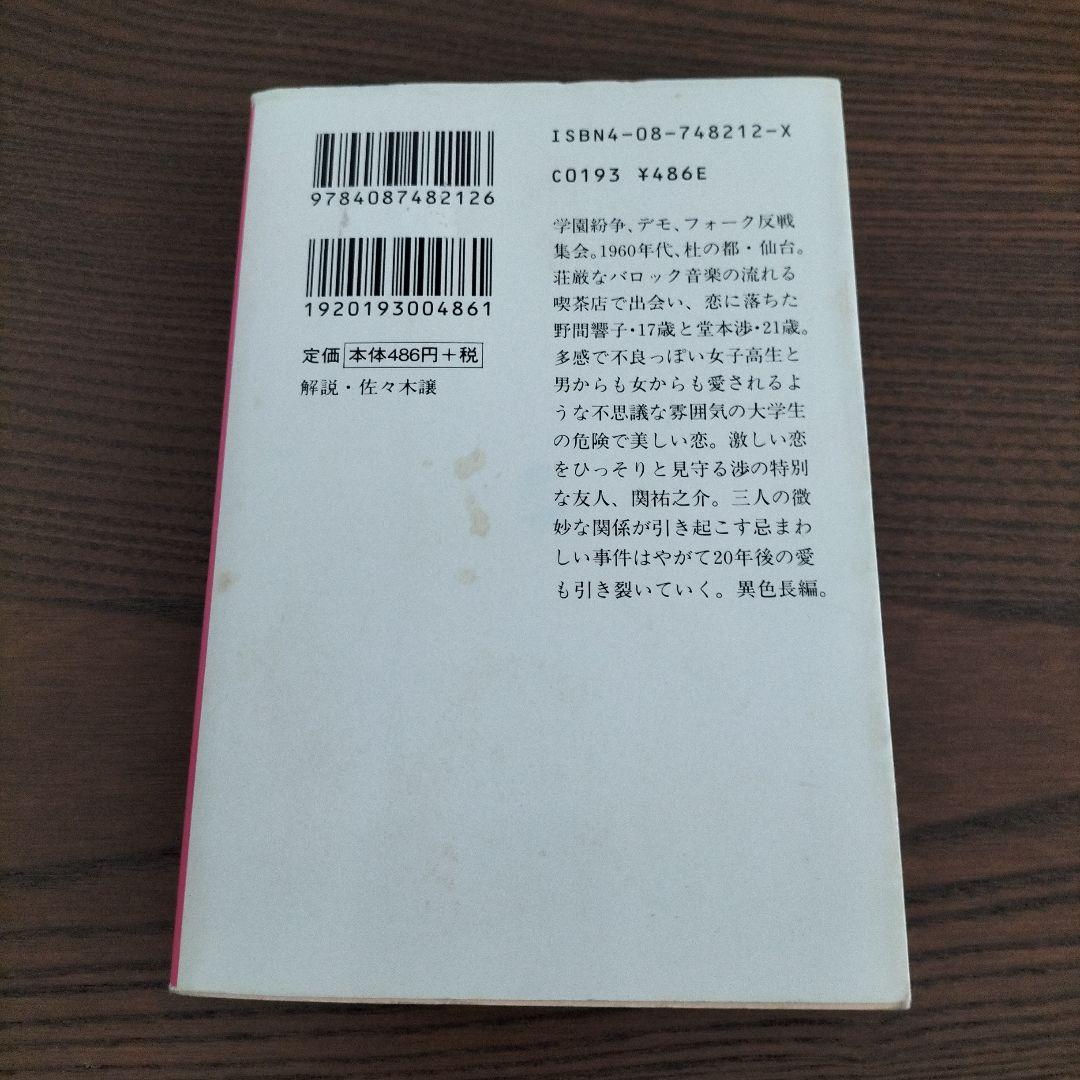 9784087482126
1920193004861
定価 本体486円+税
解説・佐々木譲
ISBN4-08-748212-X
C0193 ¥486E
学園紛争、デモ、フォーク反戦
集会。1960年代、杜の都・仙台。
荘厳なバロック音楽の流れる
喫茶店で出会い、恋に落ちた
野間響子・17歳と堂本渉・21歳。
多感で不良っぽい女子高生と
男からも女からも愛されるよ
うな不思議な雰囲気の大学生
の危険で美しい恋。激しい恋
をひっそりと見守る渉の特別
な友人、関祐之介。三人の微
妙な関係が引き起こす忌まわ
しい事件はやがて20年後の愛
も引き裂いていく。異色長編。